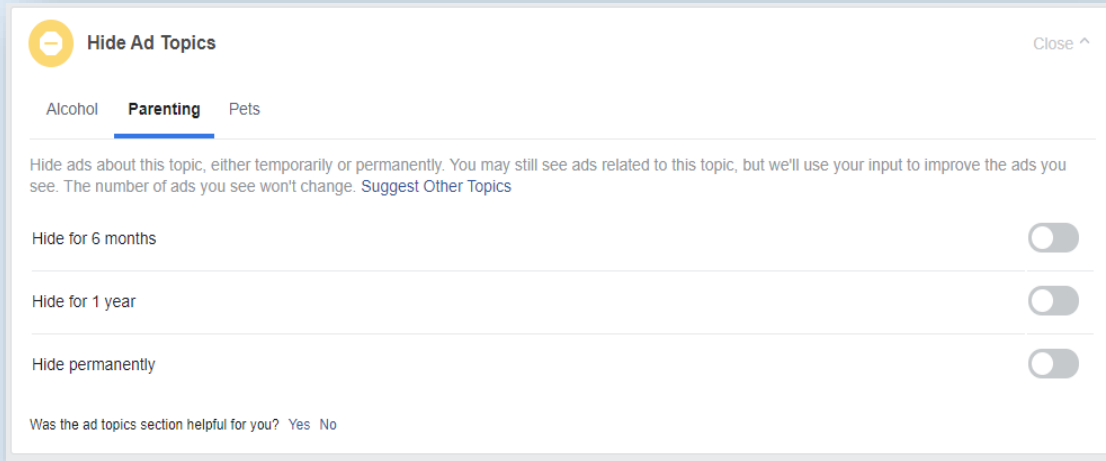 Hide Ad Topics
Close ^
Alcohol Parenting Pets
Hide ads about this topic, either temporarily or permanently. You may still see ads related to this topic, but we'll use your input to improve the ads you
see. The number of ads you see won't change. Suggest Other Topics
Hide for 6 months
Hide for 1 year
Hide permanently
Was the ad topics section helpful for you? Yes No